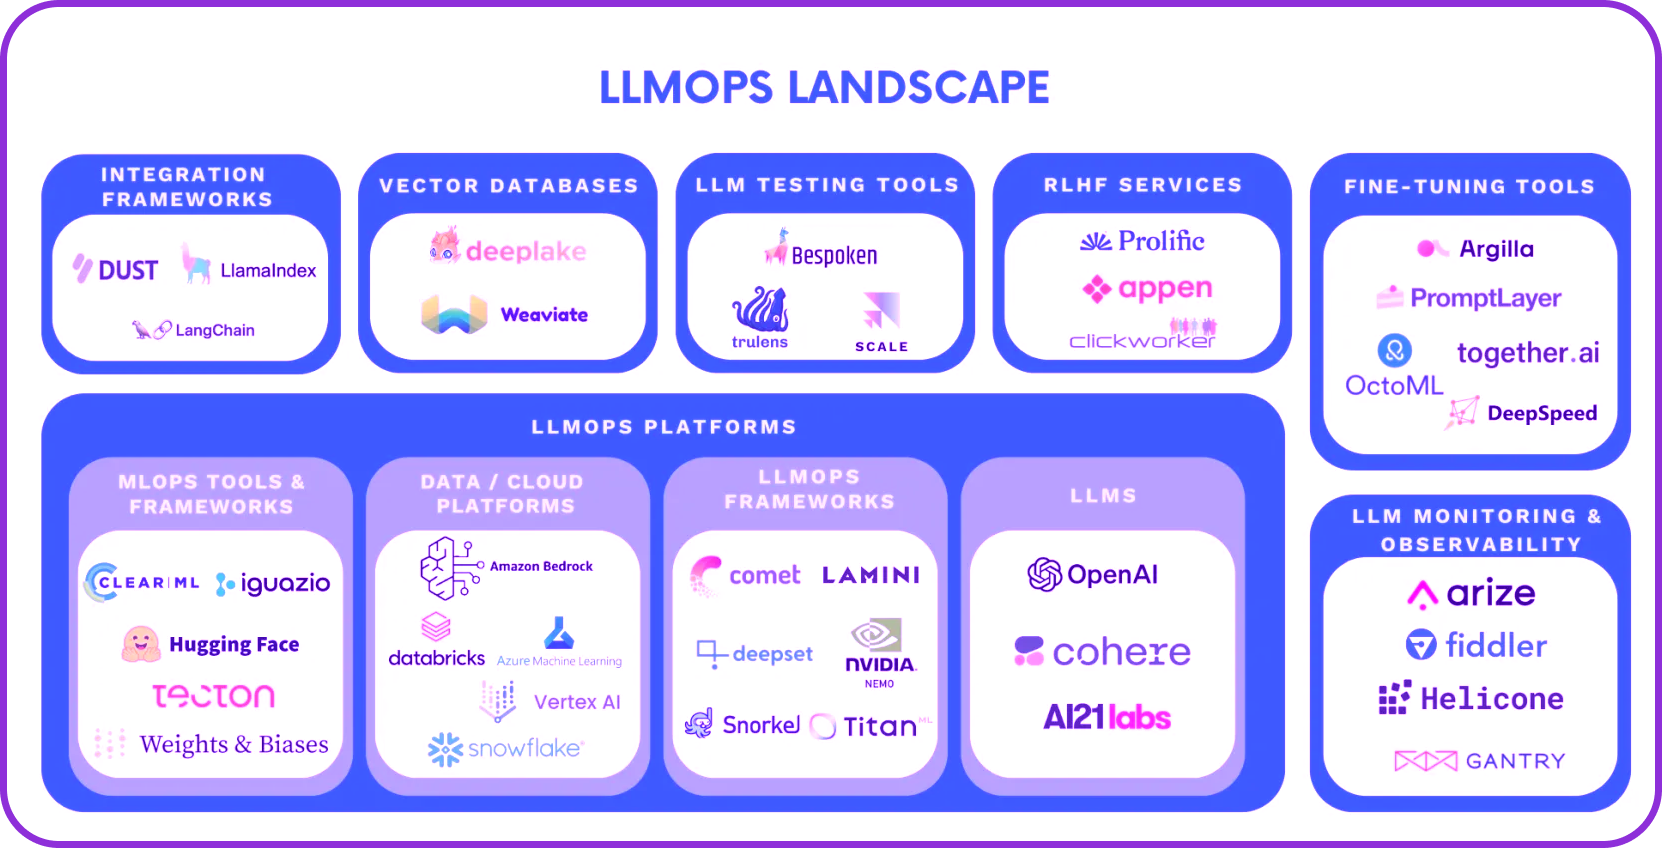 LLMOPS LANDSCAPE
INTEGRATION
FRAMEWORKS
DUST
LlamaIndex
LangChain
VECTOR DATABASES
deeplake
Weaviate
LLM TESTING TOOLS
Bespoken
trulens
SCALE
RLHF SERVICES
Prolific
appen
clickworker
FINE-TUNING TOOLS
Argilla
PromptLayer
OctoML
together.ai
DeepSpeed
LLMOPS PLATFORMS
MLOPS TOOLS &
FRAMEWORKS
CLEAR|ML
iguazio
Hugging Face
TECTON
Weights & Biases
DATA / CLOUD
PLATFORMS
Amazon Bedrock
databricks
Azure Machine Learning
Vertex AI
snowflake®
LLMOPS
FRAMEWORKS
comet
LAMINI
deepset
NVIDIA.
NEMO
Snorkel
Titan ML
LLMS
OpenAI
cohere
AI21labs
LLM MONITORING &
OBSERVABILITY
arize
fiddler
Helicone
GANTRY